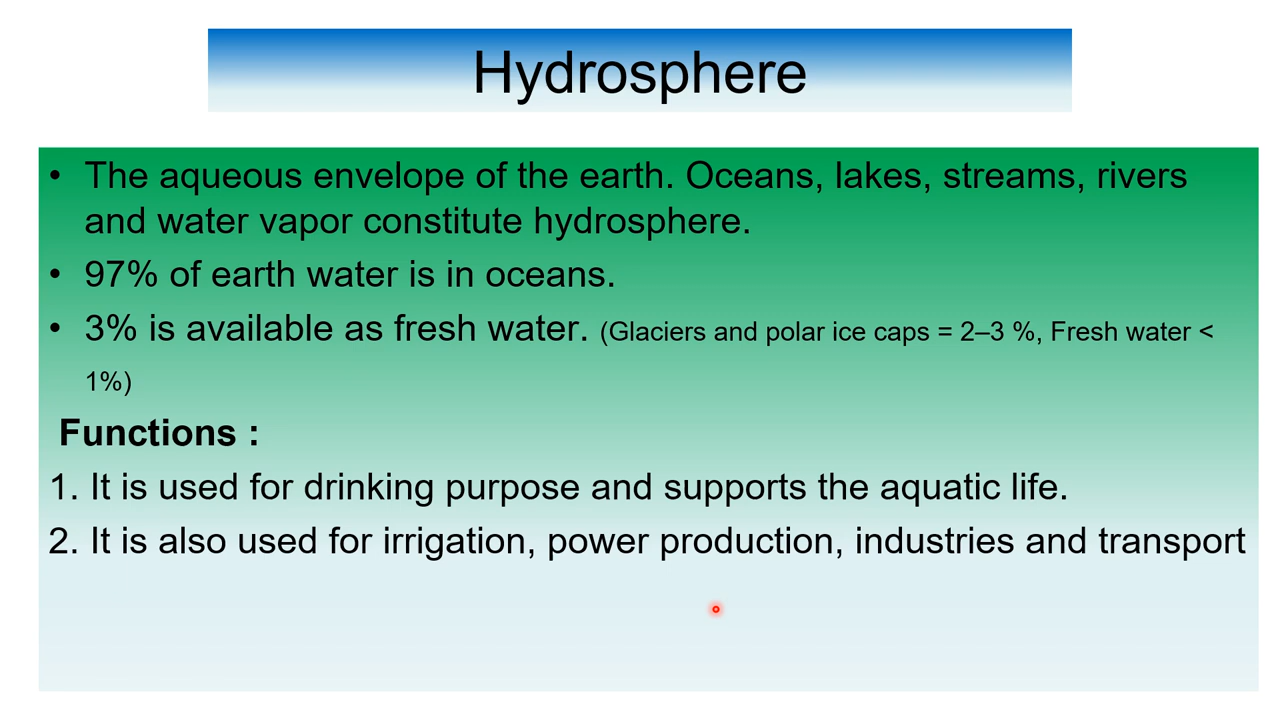 Hydrosphere
• The aqueous envelope of the earth. Oceans, lakes, streams, rivers
and water vapor constitute hydrosphere.
• 97% of earth water is in oceans.
• 3% is available as fresh water. (Glaciers and polar ice caps = 2–3 %, Fresh water <
1%)
Functions :
1. It is used for drinking purpose and supports the aquatic life.
2. It is also used for irrigation, power production, industries and transport